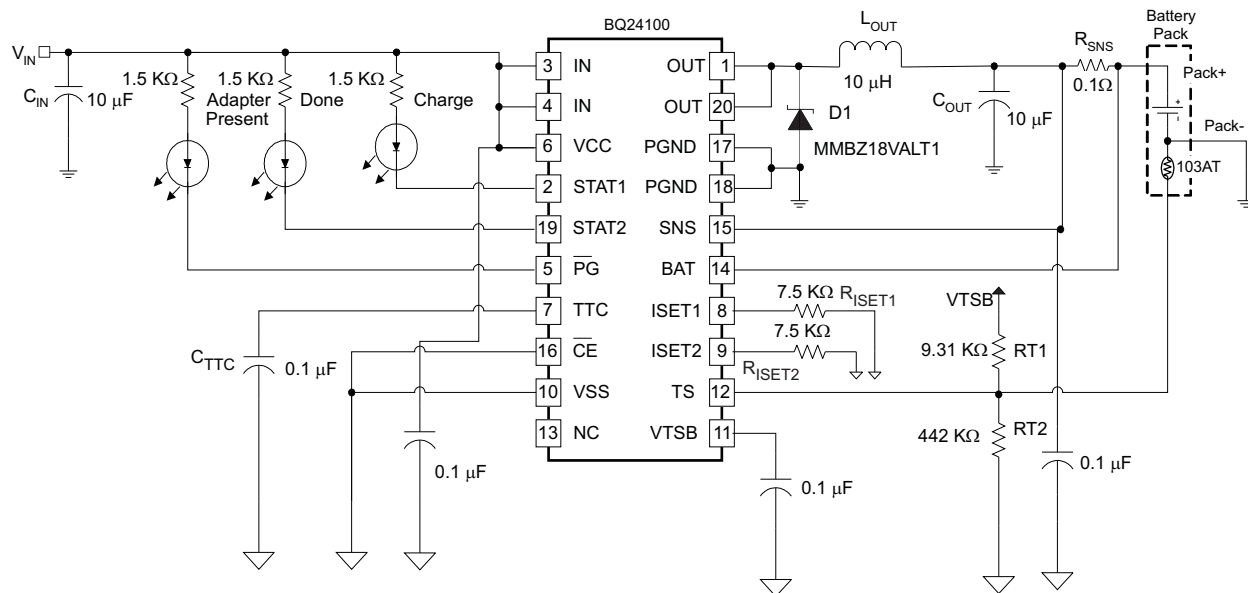 BQ24100
V_IN
C_IN
10 μF
1.5 KΩ
1.5 KΩ
1.5 KΩ
Adapter
Present
Done
Charge
3 IN
4 IN
6 VCC
2 STAT1
19 STAT2
5 P̅G̅
7 TTC
16 C̅E̅
10 VSS
13 NC
OUT 1
OUT 20
PGND 17
PGND 18
SNS 15
BAT 14
ISET1 8
ISET2 9
TS 12
VTSB 11
L_OUT
10 μH
D1
MMBZ18VALT1
C_OUT
10 μF
R_SNS
0.1Ω
Battery
Pack
Pack+
+
-
Pack-
103AT
7.5 KΩ
R_ISET1
7.5 KΩ
R_ISET2
VTSB
9.31 KΩ
RT1
442 KΩ
RT2
0.1 μF
0.1 μF
C_TTC
0.1 μF
0.1 μF